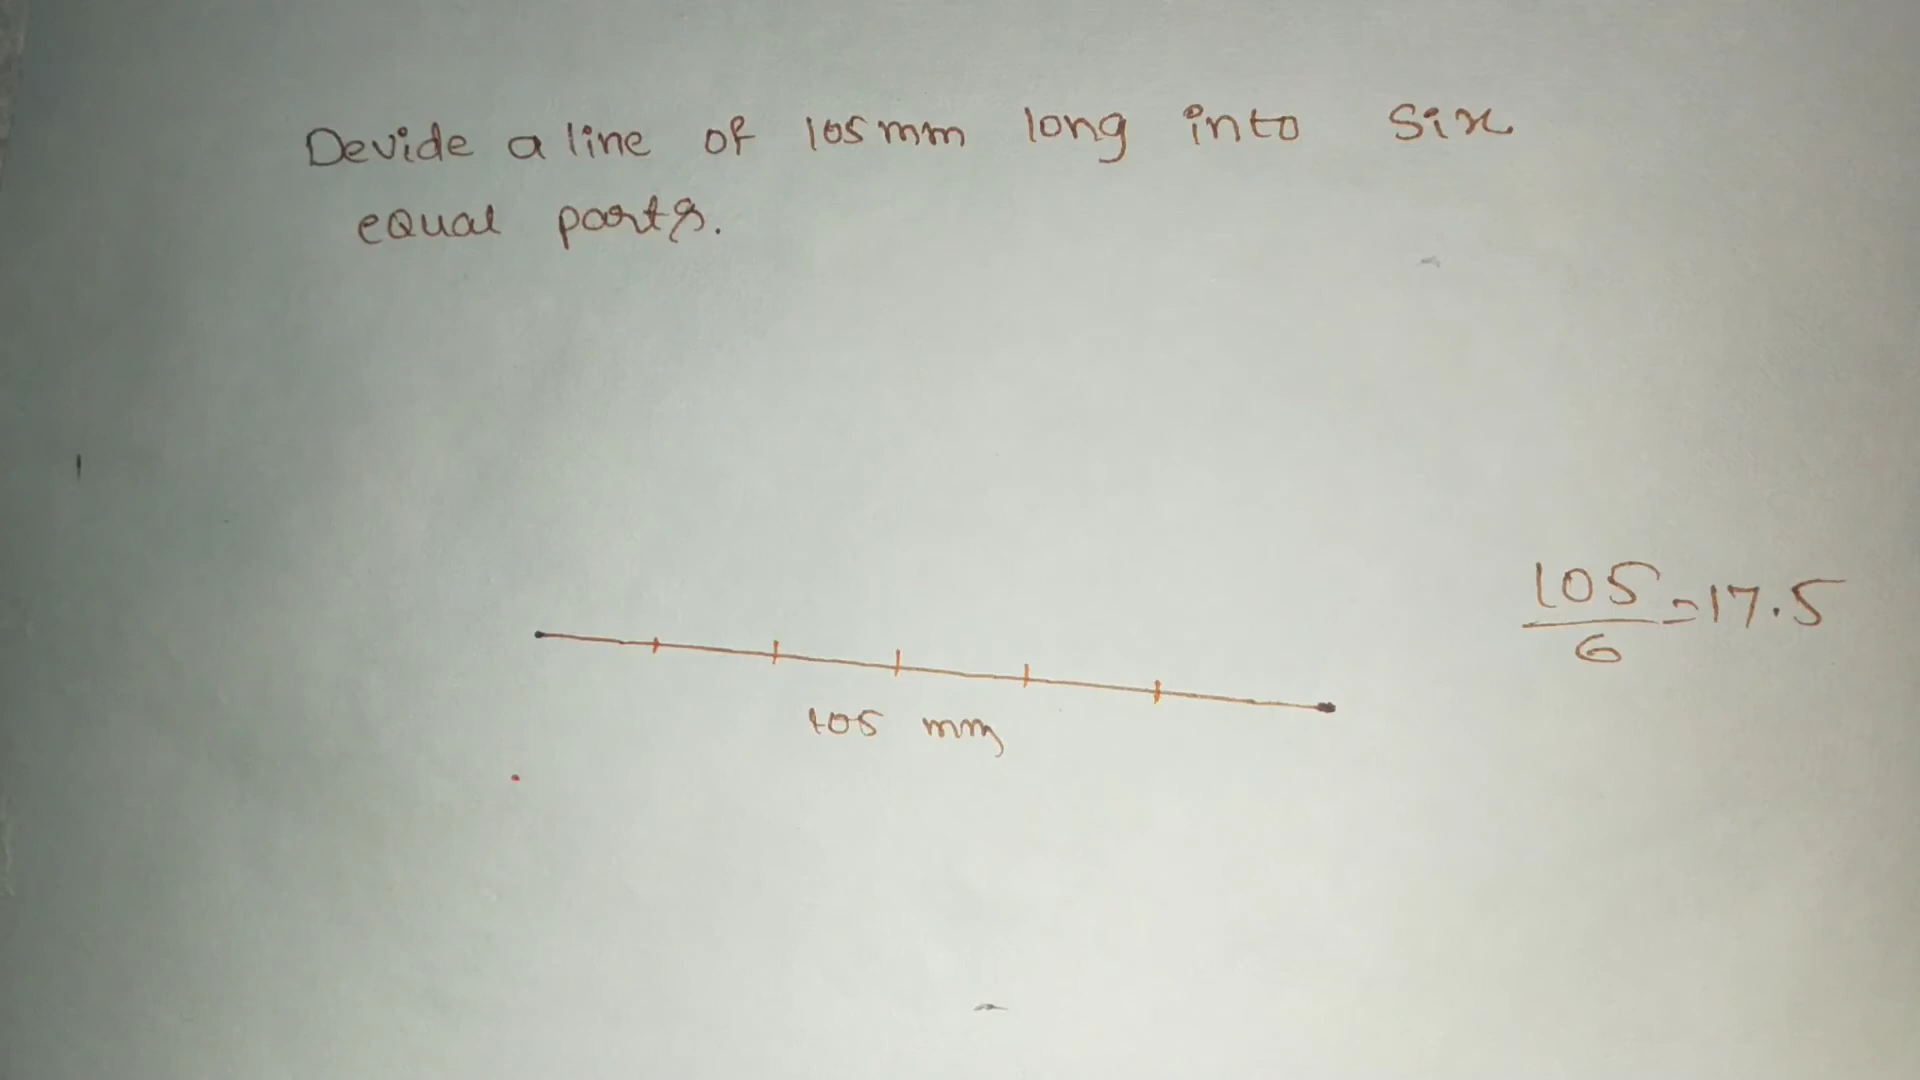 Devide a line of 105 mm long into six
equal parts.
105
6
=17.5
105 mm